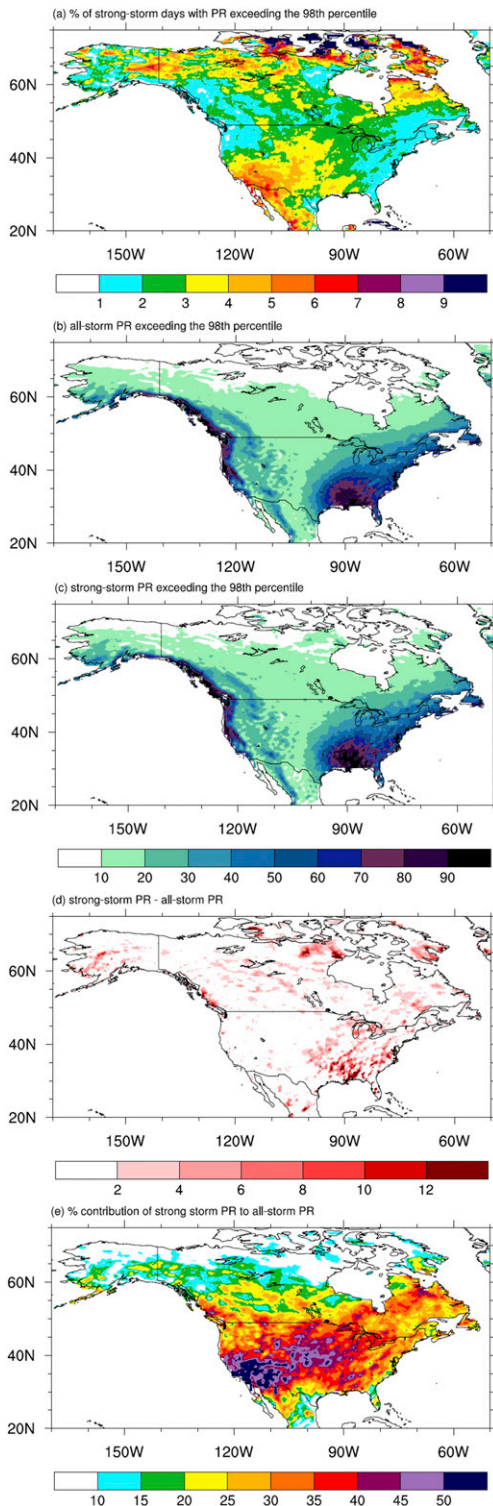 (a) % of strong-storm days with PR exceeding the 98th percentile
60N
40N
20N
150W 120W 90W 60W
1 2 3 4 5 6 7 8 9
(b) all-storm PR exceeding the 98th percentile
60N
40N
20N
150W 120W 90W 60W
(c) strong-storm PR exceeding the 98th percentile
60N
40N
20N
150W 120W 90W 60W
10 20 30 40 50 60 70 80 90
(d) strong-storm PR - all-storm PR
60N
40N
20N
150W 120W 90W 60W
2 4 6 8 10 12
(e) % contribution of strong storm PR to all-storm PR
60N
40N
20N
150W 120W 90W 60W
10 15 20 25 30 35 40 45 50